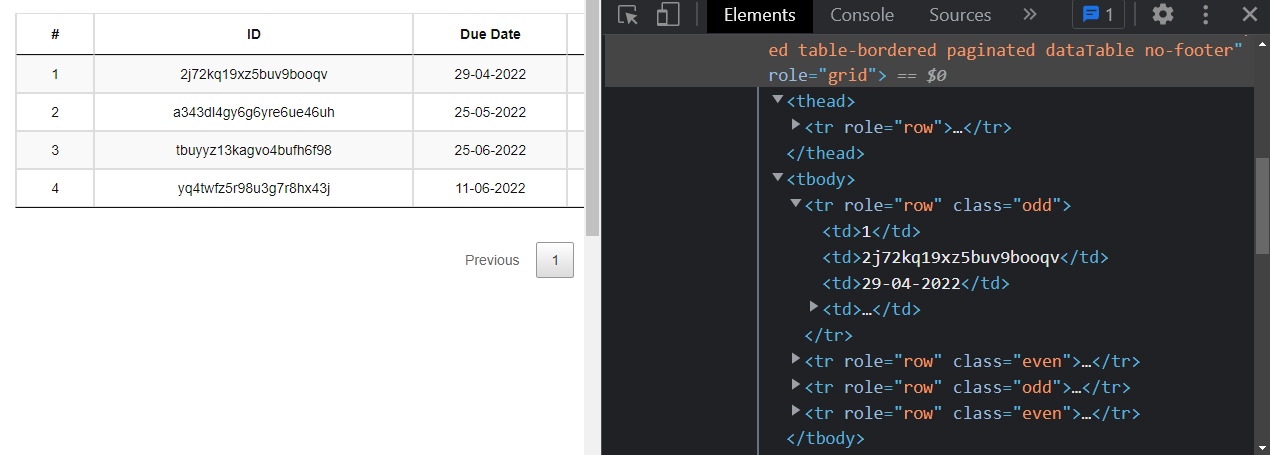 # ID Due Date
1 2j72kq19xz5buv9booqv 29-04-2022
2 a343dl4gy6g6yre6ue46uh 25-05-2022
3 tbuyyz13kagvo4bufh6f98 25-06-2022
4 yq4twfz5r98u3g7r8hx43j 11-06-2022
Previous 1
Elements Console Sources » 1
ed table-bordered paginated dataTable no-footer"
role="grid"> == $0
<thead>
<tr role="row">…</tr>
</thead>
<tbody>
<tr role="row" class="odd">
<td>1</td>
<td>2j72kq19xz5buv9booqv</td>
<td>29-04-2022</td>
<td>…</td>
</tr>
<tr role="row" class="even">…</tr>
<tr role="row" class="odd">…</tr>
<tr role="row" class="even">…</tr>
</tbody>